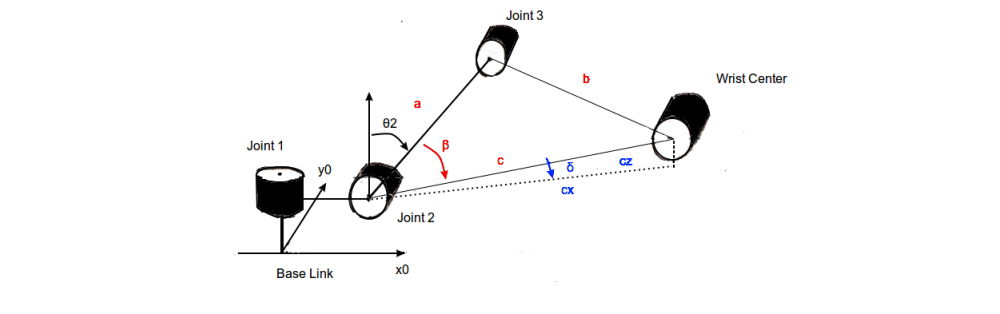 Joint 3
a
b
Wrist Center
θ2
Joint 1
β
y0
c
δ
cz
cx
Joint 2
Base Link
x0